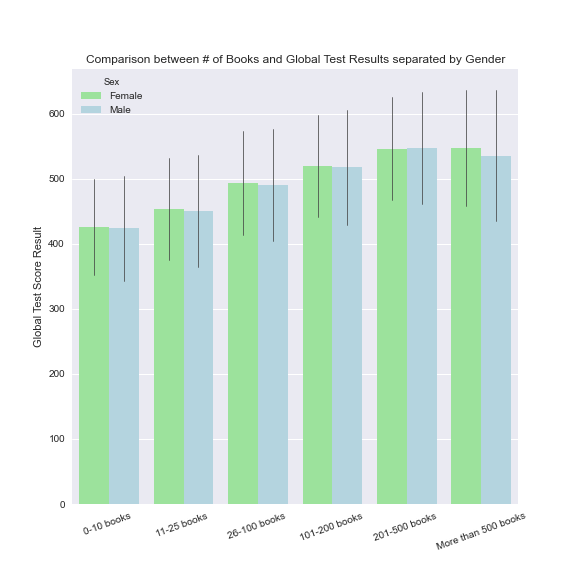 Comparison between # of Books and Global Test Results separated by Gender
Sex
Female
Male
Global Test Score Result
600
500
400
300
200
100
0
0-10 books
11-25 books
26-100 books
101-200 books
201-500 books
More than 500 books